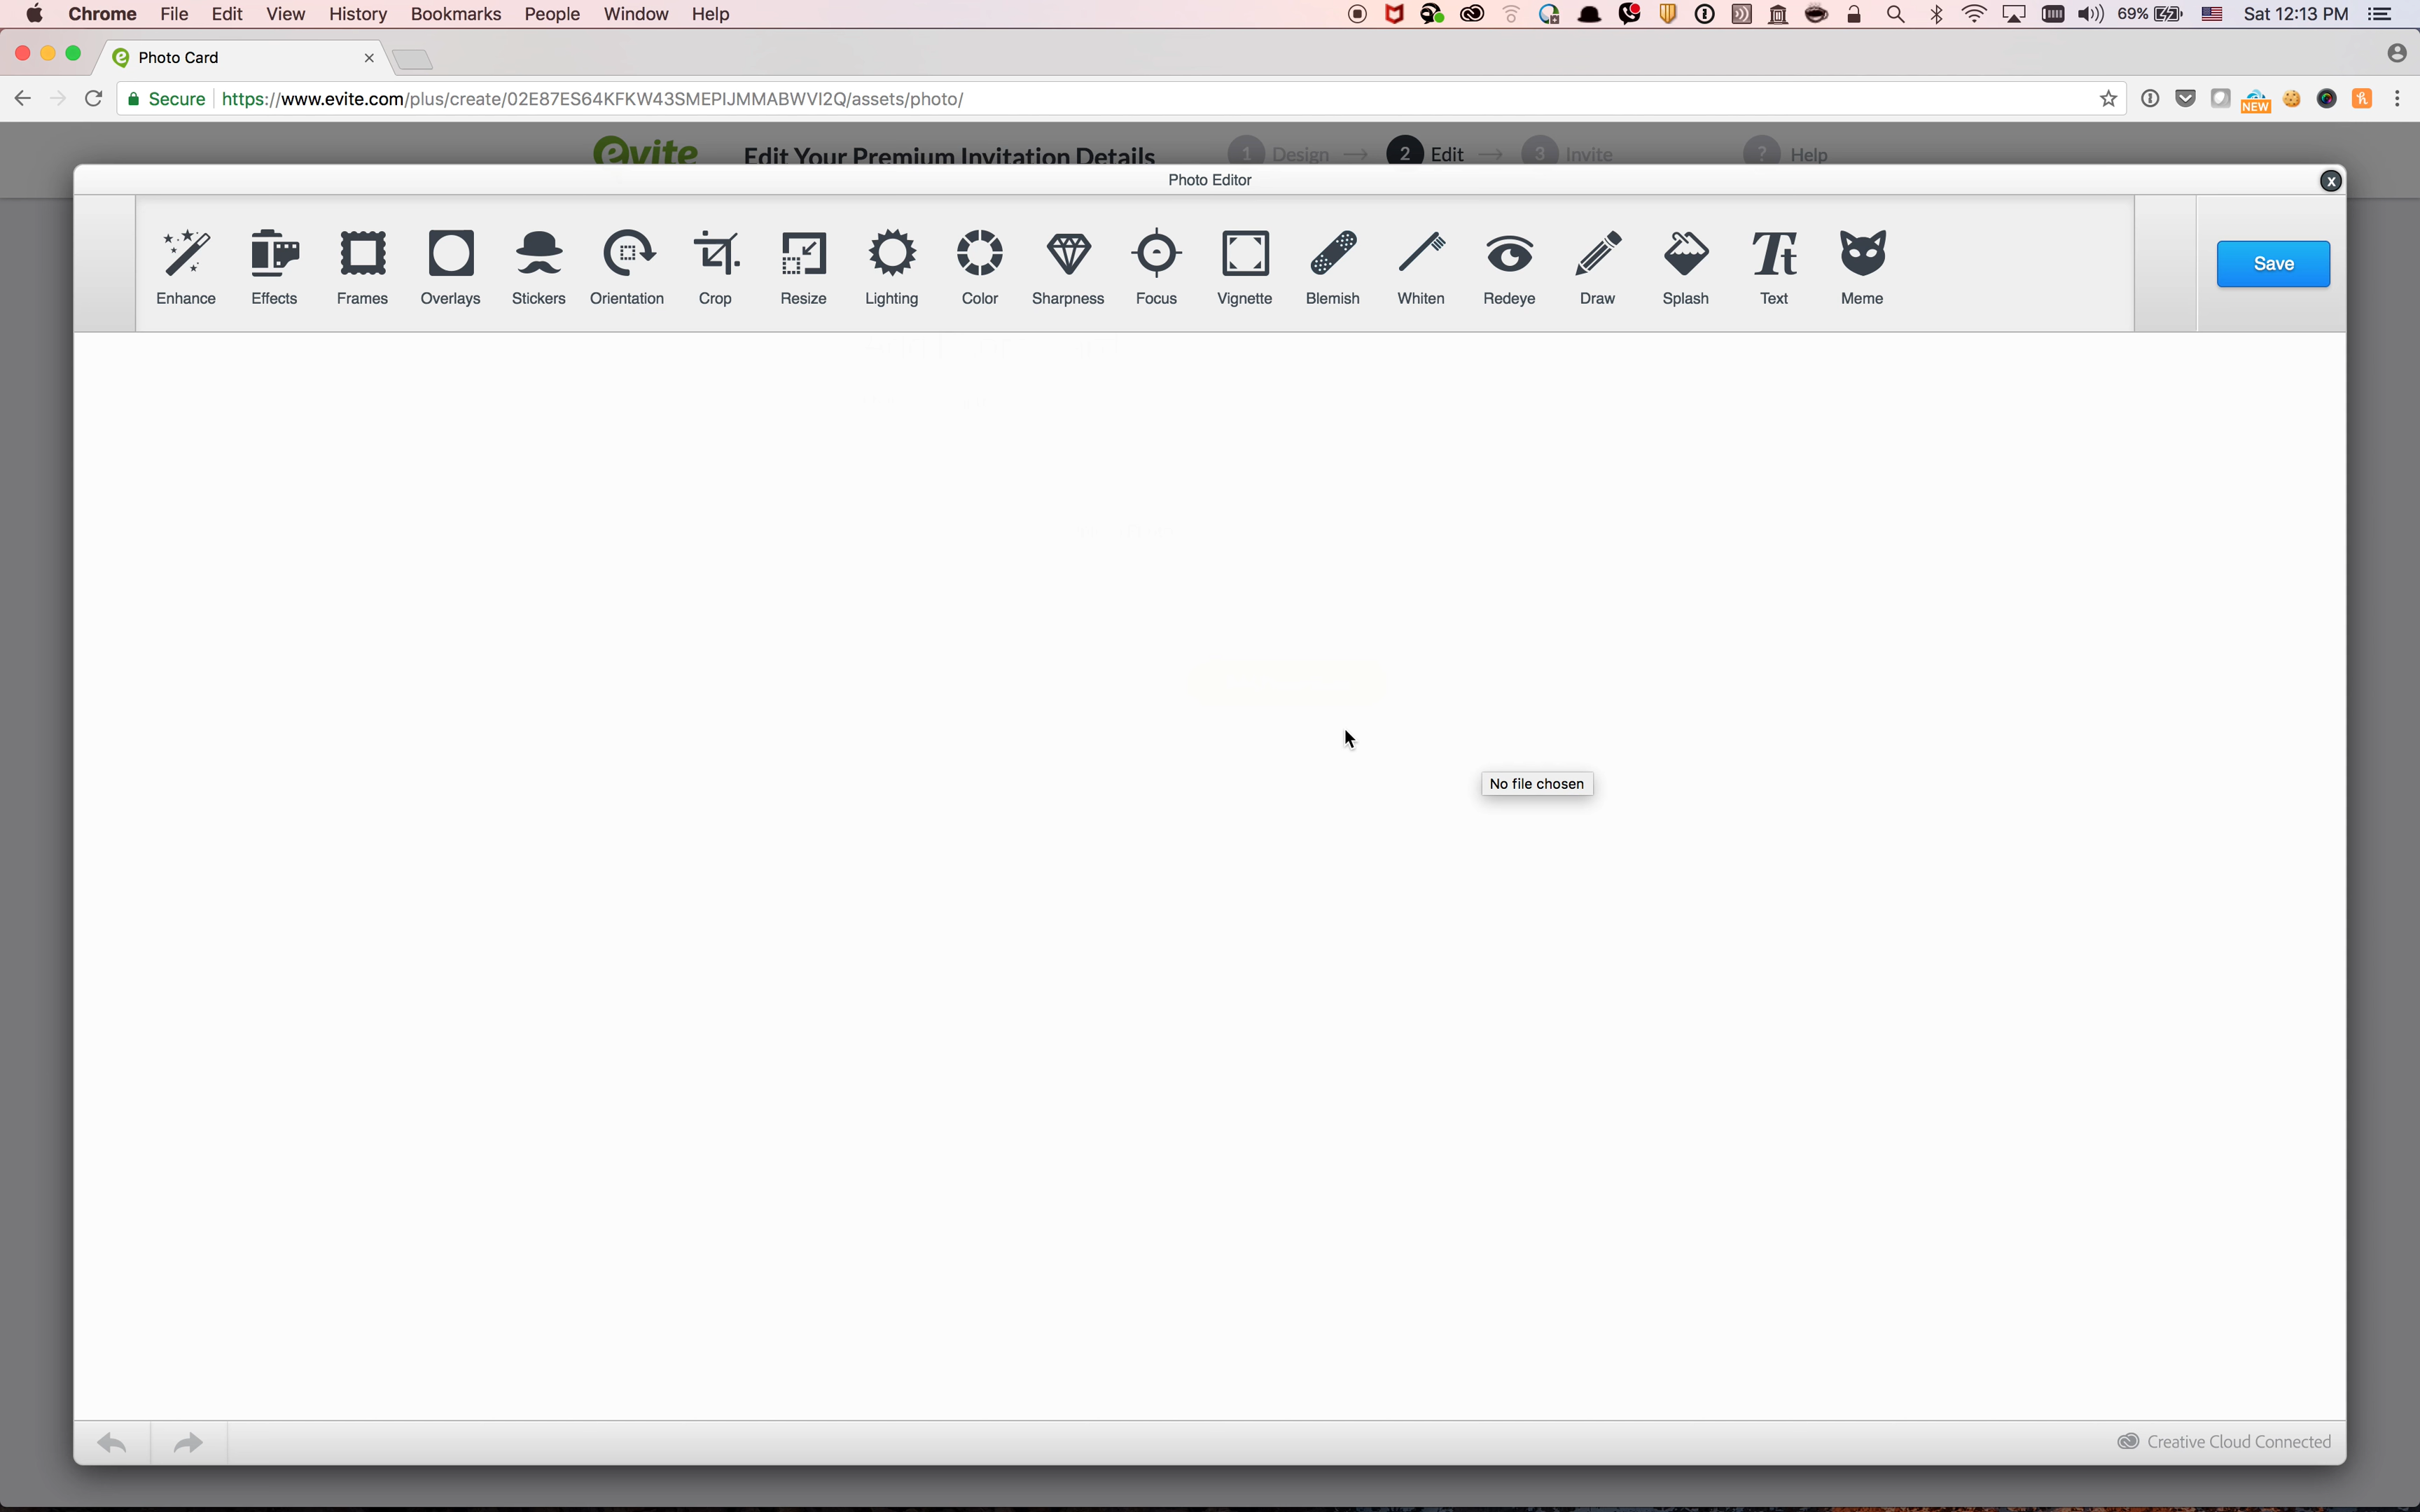 Chrome File Edit View History Bookmarks People Window Help 69% Sat 12:13 PM
Photo Card
Secure https://www.evite.com/plus/create/02E87ES64KFKW43SMEPIJMMABWVI2Q/assets/photo/ NEW
evite Edit Your Premium Invitation Details 1 Design 2 Edit 3 Invite ? Help
Photo Editor x
Enhance Effects Frames Overlays Stickers Orientation Crop Resize Lighting Color Sharpness Focus Vignette Blemish Whiten Redeye Draw Splash Text Meme
Save
No file chosen
Creative Cloud Connected